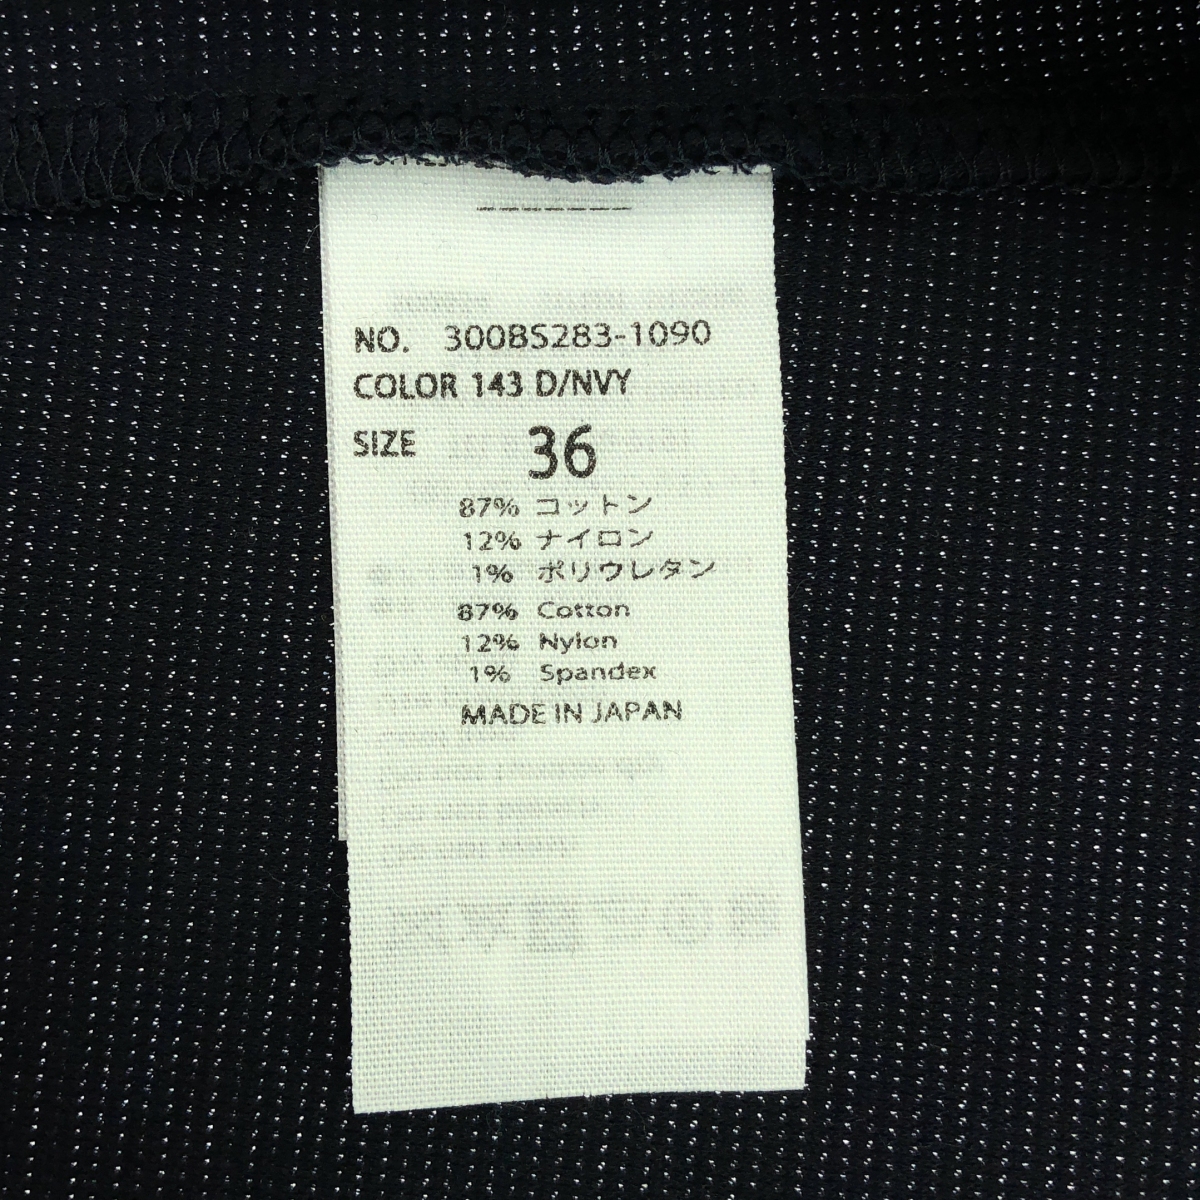 NO. 300BS283-1090
COLOR 143 D/NVY
SIZE 36
87% コットン
12% ナイロン
1% ポリウレタン
87% Cotton
12% Nylon
1% Spandex
MADE IN JAPAN